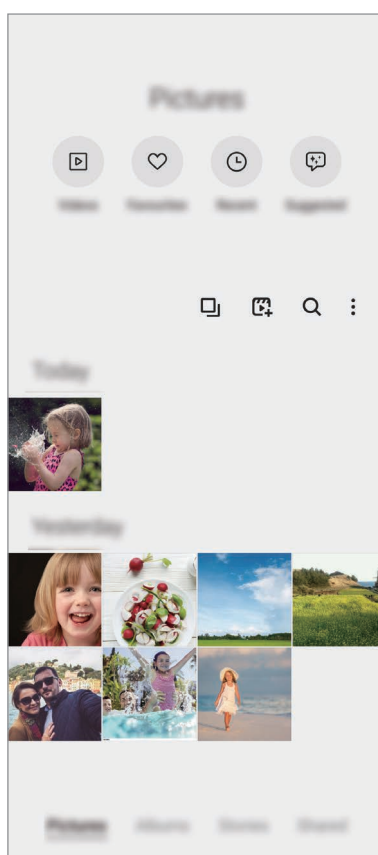 Pictures
Videos Favourites Recent Suggested
Today
Yesterday
Pictures Albums Stories Shared